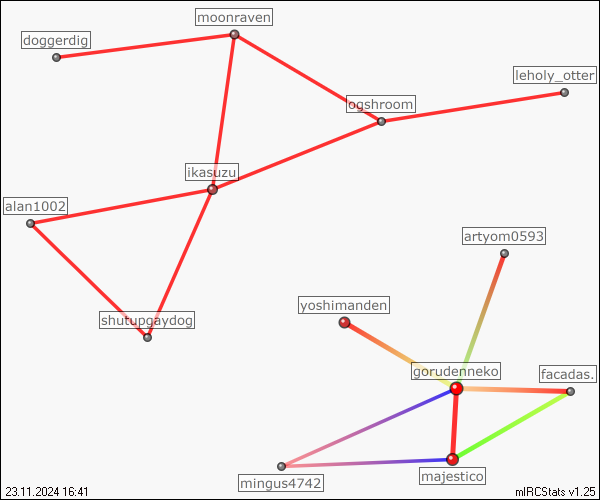 moonraven
doggerdig
leholy_otter
ogshroom
ikasuzu
alan1002
artyom0593
yoshimanden
shutupgaydog
gorudenneko
facadas.
majestico
mingus4742
23.11.2024 16:41
mIRCStats v1.25